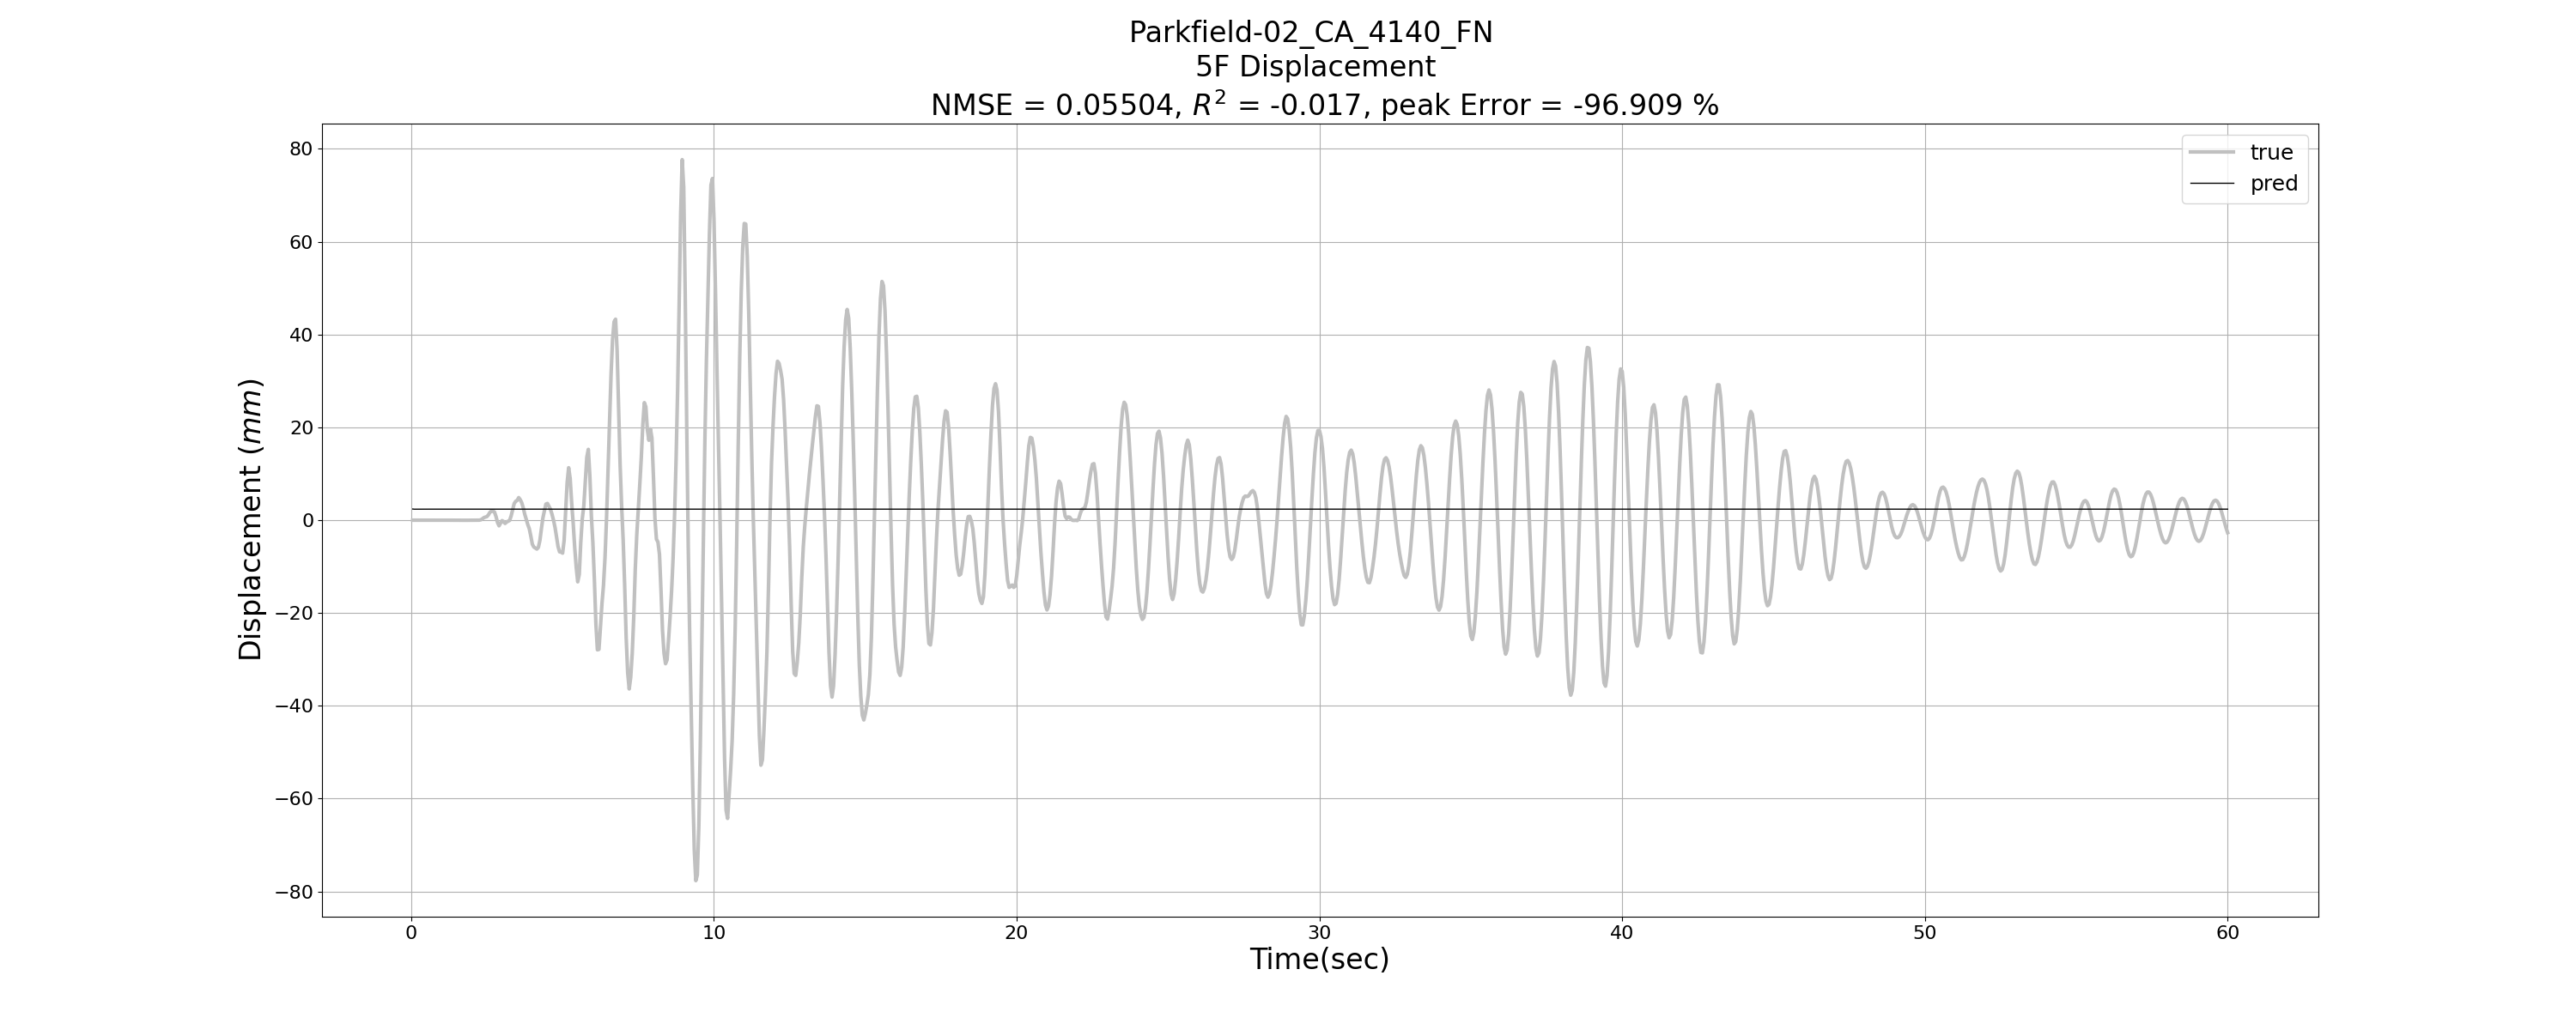 Parkfield-02_CA_4140_FN
5F Displacement
NMSE = 0.05504, R² = -0.017, peak Error = -96.909 %
true
pred
Displacement (mm)
80
60
40
20
0
−20
−40
−60
−80
0
10
20
30
40
50
60
Time(sec)